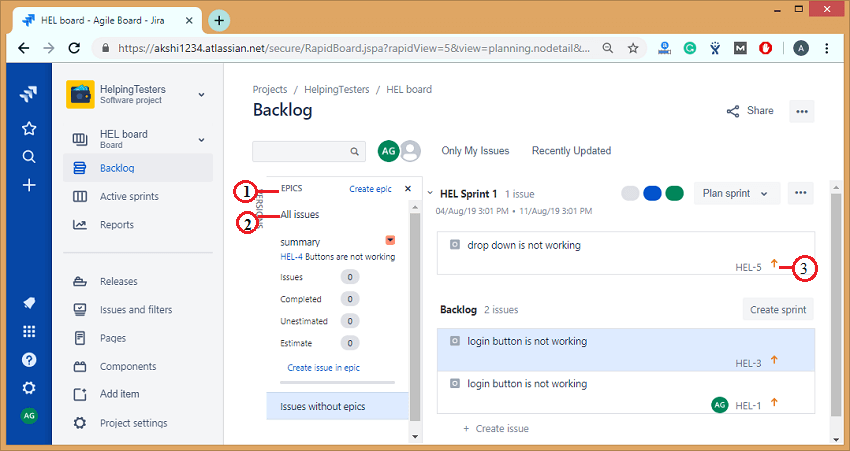 HEL board - Agile Board - Jira
https://akshi1234.atlassian.net/secure/RapidBoard.jspa?rapidView=5&view=planning.nodetail&...
A
HelpingTesters
Software project
HEL board
Board
Backlog
Active sprints
Reports
Releases
Issues and filters
Pages
Components
Add item
Project settings
AG
Projects / HelpingTesters / HEL board
Backlog
Share
AG
Only My Issues Recently Updated
VERSIONS
1
EPICS Create epic
2
All issues
summary
HEL-4 Buttons are not working
Issues 0
Completed 0
Unestimated 0
Estimate 0
Create issue in epic
Issues without epics
HEL Sprint 1 1 issue Plan sprint
04/Aug/19 3:01 PM • 11/Aug/19 3:01 PM
drop down is not working
HEL-5
3
Backlog 2 issues Create sprint
login button is not working
HEL-3
login button is not working
AG HEL-1
+ Create issue